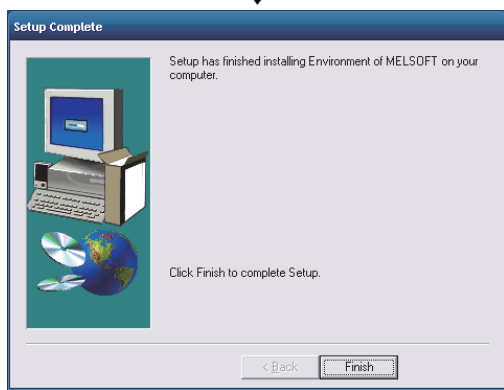 Setup Complete
Setup has finished installing Environment of MELSOFT on your
computer.
Click Finish to complete Setup.
< Back
Finish